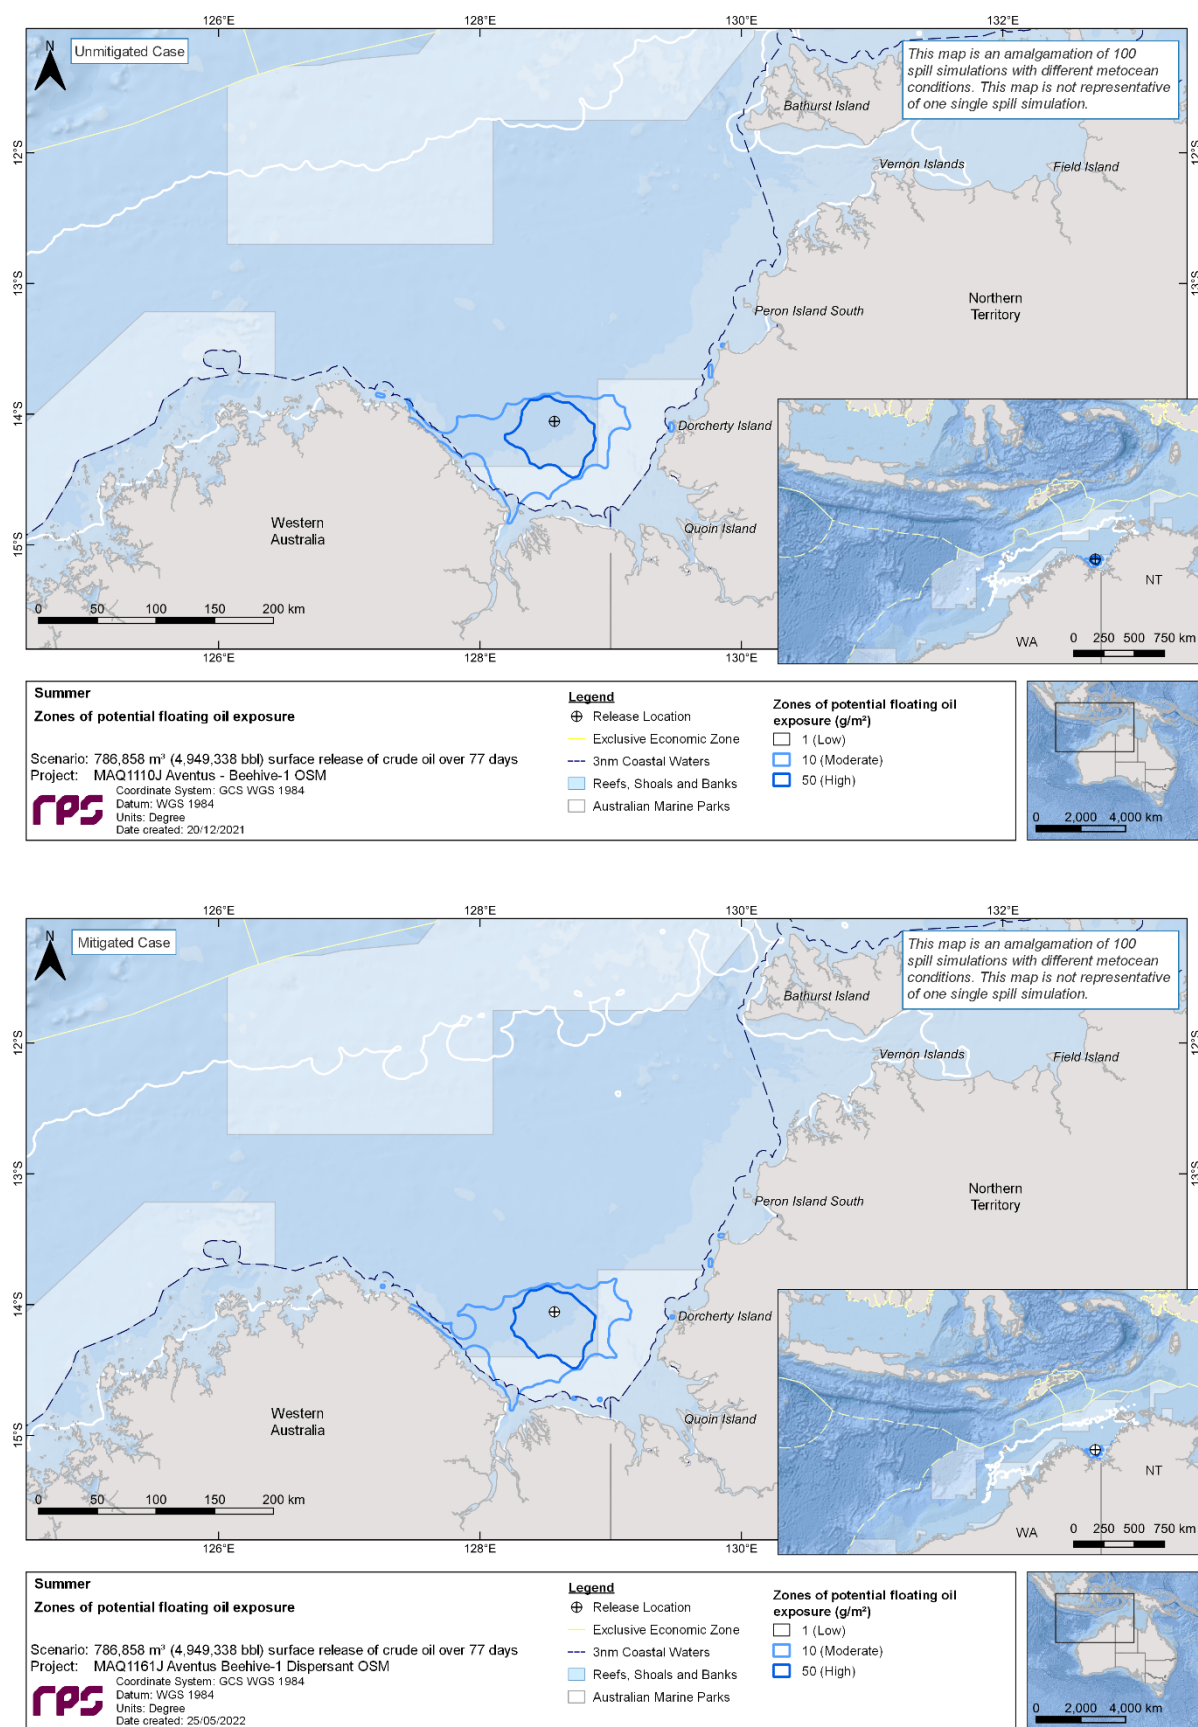 126°E
128°E
130°E
132°E
N
Unmitigated Case
This map is an amalgamation of 100
spill simulations with different metocean
conditions. This map is not representative
of one single spill simulation.
Bathurst Island
12°S
12°S
Vernon Islands
Field Island
13°S
13°S
Northern
Territory
Peron Island South
14°S
Dorcherty Island
Quoin Island
Western
Australia
15°S
NT
WA
0 50 100 150 200 km
0 250 500 750 km
126°E
128°E
130°E
Summer
Zones of potential floating oil exposure
Scenario: 786,858 m³ (4,949,338 bbl) surface release of crude oil over 77 days
Project: MAQ1110J Aventus - Beehive-1 OSM
Coordinate System: GCS WGS 1984
Datum: WGS 1984
Units: Degree
Date created: 20/12/2021
rps
Legend
Release Location
Exclusive Economic Zone
3nm Coastal Waters
Reefs, Shoals and Banks
Australian Marine Parks
Zones of potential floating oil
exposure (g/m²)
1 (Low)
10 (Moderate)
50 (High)
0 2,000 4,000 km
126°E
128°E
130°E
132°E
N
Mitigated Case
This map is an amalgamation of 100
spill simulations with different metocean
conditions. This map is not representative
of one single spill simulation.
Bathurst Island
12°S
12°S
Vernon Islands
Field Island
13°S
13°S
Northern
Territory
Peron Island South
14°S
Dorcherty Island
Quoin Island
Western
Australia
15°S
NT
WA
0 50 100 150 200 km
0 250 500 750 km
126°E
128°E
130°E
Summer
Zones of potential floating oil exposure
Scenario: 786,858 m³ (4,949,338 bbl) surface release of crude oil over 77 days
Project: MAQ1161J Aventus Beehive-1 Dispersant OSM
Coordinate System: GCS WGS 1984
Datum: WGS 1984
Units: Degree
Date created: 25/05/2022
rps
Legend
Release Location
Exclusive Economic Zone
3nm Coastal Waters
Reefs, Shoals and Banks
Australian Marine Parks
Zones of potential floating oil
exposure (g/m²)
1 (Low)
10 (Moderate)
50 (High)
0 2,000 4,000 km